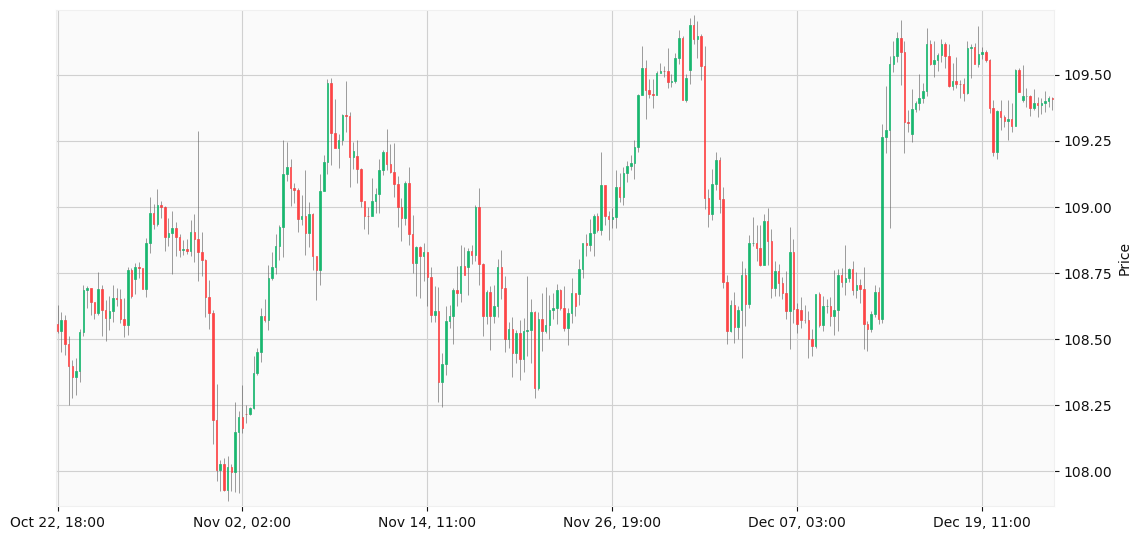 109.50
109.25
109.00
108.75
108.50
108.25
108.00
Price
Oct 22, 18:00
Nov 02, 02:00
Nov 14, 11:00
Nov 26, 19:00
Dec 07, 03:00
Dec 19, 11:00